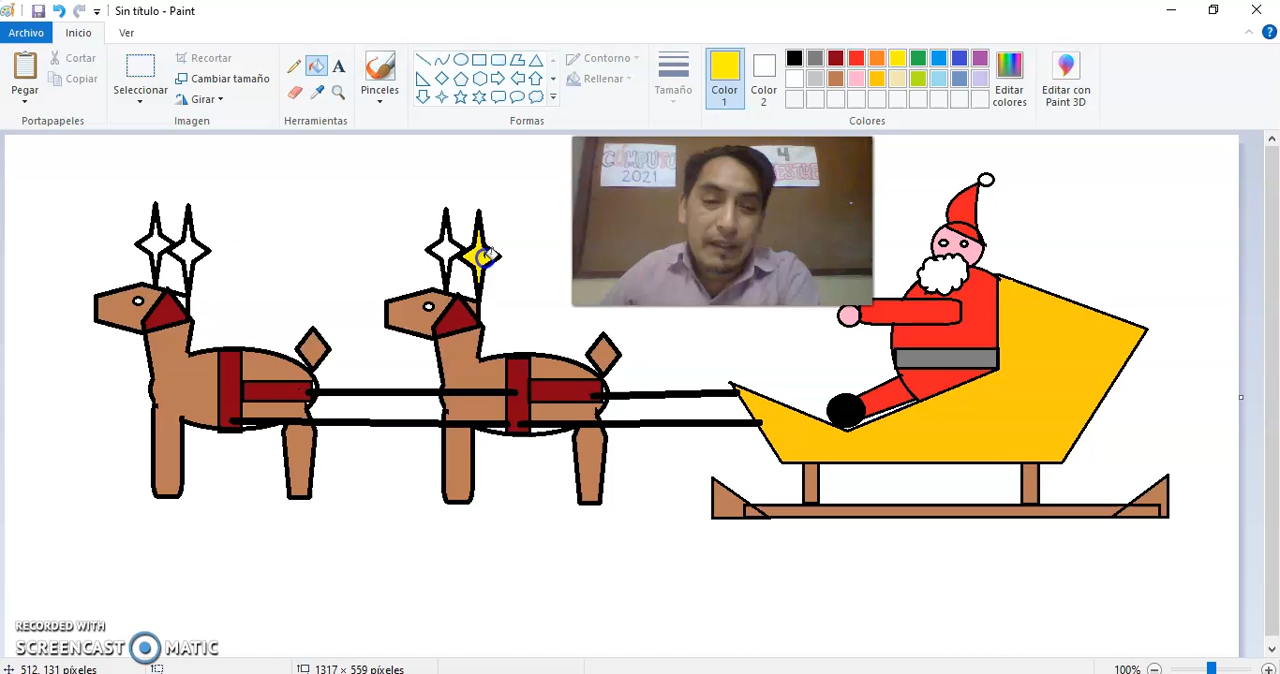 Sin título - Paint
Archivo Inicio Ver
Pegar
Cortar
Copiar
Portapapeles
Seleccionar
Recortar
Cambiar tamaño
Girar
Imagen
A
Herramientas
Pinceles
Contorno
Rellenar
Formas
Tamaño
Color 1
Color 2
Editar colores
Colores
Editar con Paint 3D
CÓMPUTO
2021
4
RECORDED WITH
SCREENCAST MATIC
512, 131 píxeles
1317 × 559 píxeles
100%